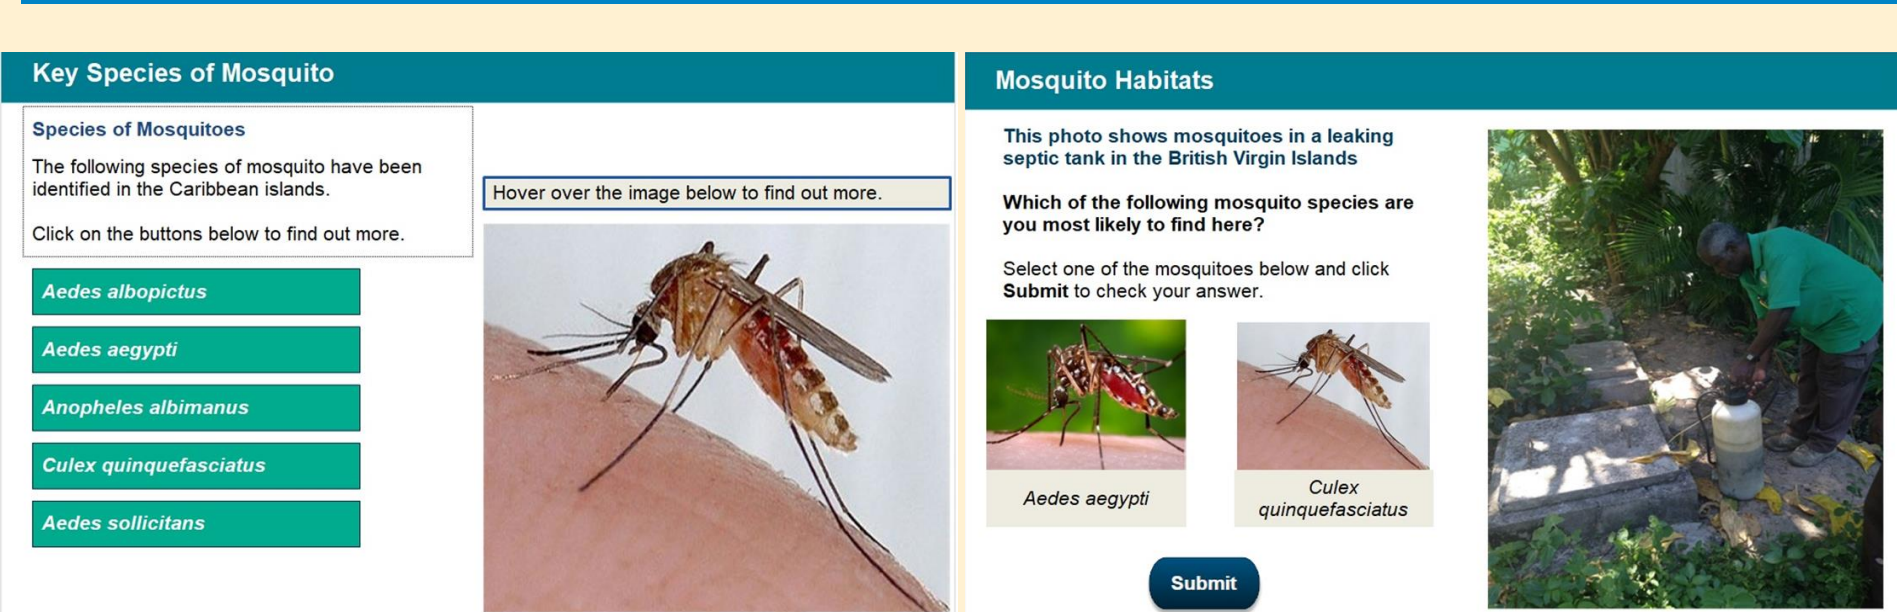 Key Species of Mosquito
Species of Mosquitoes
The following species of mosquito have been
identified in the Caribbean islands.
Click on the buttons below to find out more.
Aedes albopictus
Aedes aegypti
Anopheles albimanus
Culex quinquefasciatus
Aedes sollicitans
Hover over the image below to find out more.
Mosquito Habitats
This photo shows mosquitoes in a leaking
septic tank in the British Virgin Islands
Which of the following mosquito species are
you most likely to find here?
Select one of the mosquitoes below and click
Submit to check your answer.
Aedes aegypti
Culex
quinquefasciatus
Submit